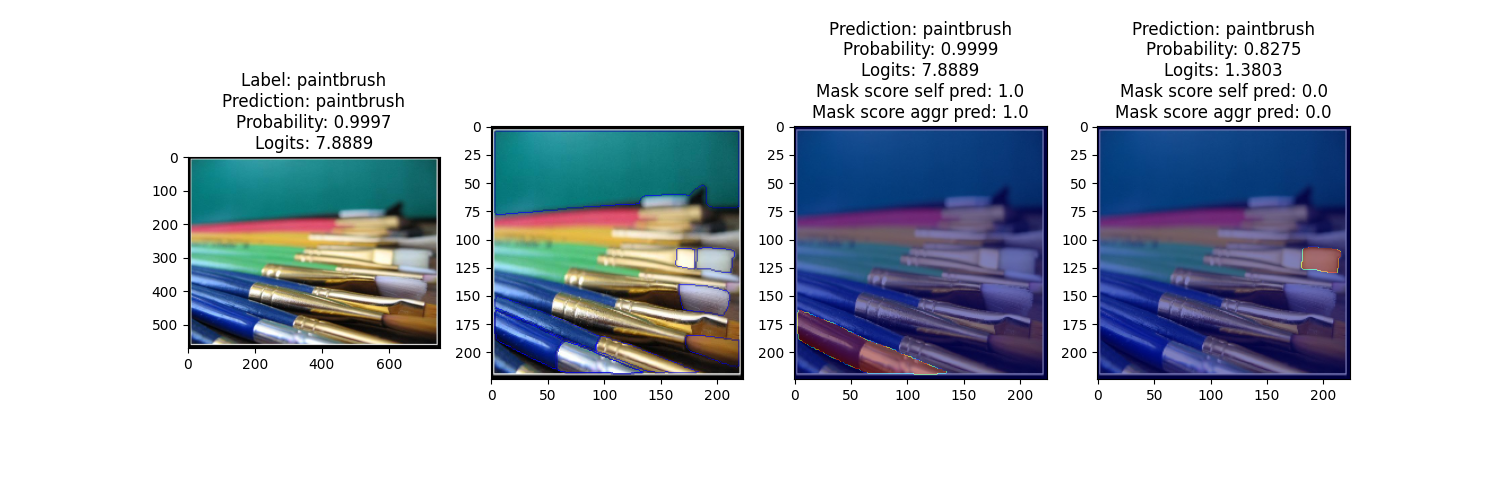 Label: paintbrush
Prediction: paintbrush
Probability: 0.9997
Logits: 7.8889
0
100
200
300
400
500
0 200 400 600
0
25
50
75
100
125
150
175
200
0 50 100 150 200
Prediction: paintbrush
Probability: 0.9999
Logits: 7.8889
Mask score self pred: 1.0
Mask score aggr pred: 1.0
0
25
50
75
100
125
150
175
200
0 50 100 150 200
Prediction: paintbrush
Probability: 0.8275
Logits: 1.3803
Mask score self pred: 0.0
Mask score aggr pred: 0.0
0
25
50
75
100
125
150
175
200
0 50 100 150 200